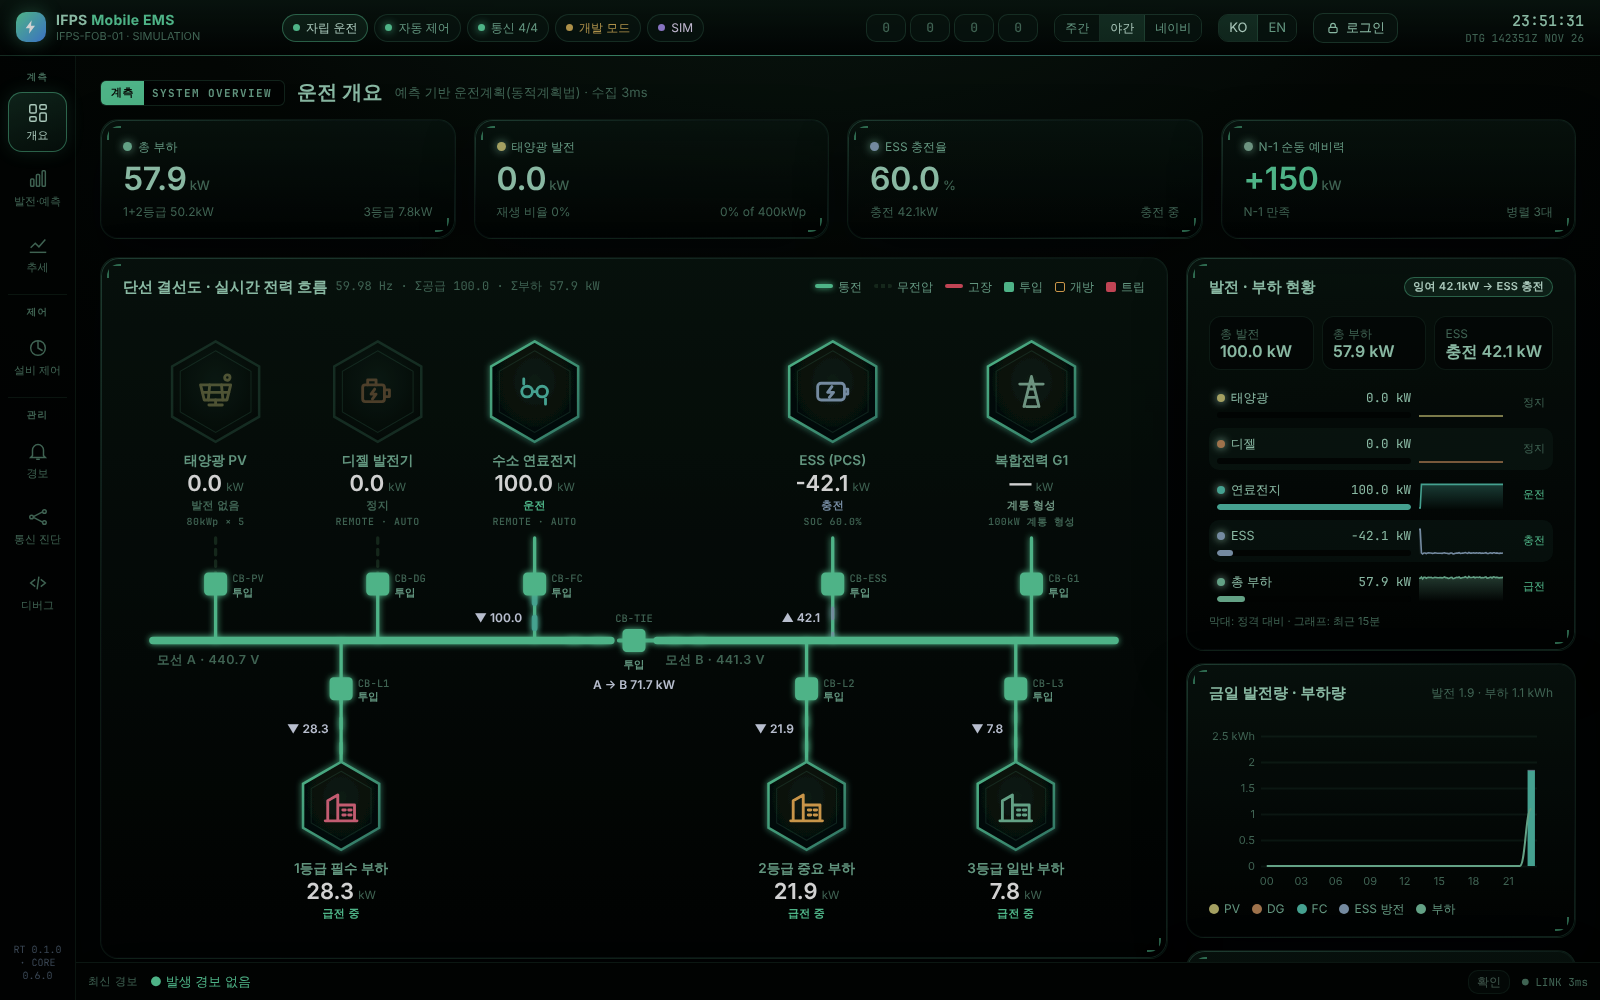 IFPS Mobile EMS
IFPS-FOB-01 · SIMULATION
자립 운전
자동 제어
통신 4/4
개발 모드
SIM
0 0 0 0
주간 야간 네이비
KO EN
로그인
23:51:31
DTG 142351Z NOV 26
계측
개요
발전·예측
추세
제어
설비 제어
관리
경보
통신 진단
디버그
RT 0.1.0
· CORE
0.6.0
계측 SYSTEM OVERVIEW
운전 개요
예측 기반 운전계획(동적계획법) · 수집 3ms
총 부하
57.9 kW
1+2등급 50.2kW 3등급 7.8kW
태양광 발전
0.0 kW
재생 비율 0% 0% of 400kWp
ESS 충전율
60.0 %
충전 42.1kW 충전 중
N-1 순동 예비력
+150 kW
N-1 만족 병렬 3대
단선 결선도 · 실시간 전력 흐름 59.98 Hz · Σ공급 100.0 · Σ부하 57.9 kW
통전 무전압 고장 투입 개방 트립
태양광 PV
0.0 kW
발전 없음
80kWp × 5
디젤 발전기
0.0 kW
정지
REMOTE · AUTO
수소 연료전지
100.0 kW
운전
REMOTE · AUTO
ESS (PCS)
-42.1 kW
충전
SOC 60.0%
복합전력 G1
— kW
계통 형성
100kW 계통 형성
CB-PV
투입
CB-DG
투입
CB-FC
투입
CB-ESS
투입
CB-G1
투입
▼ 100.0
▲ 42.1
CB-TIE
투입
A → B 71.7 kW
모선 A · 440.7 V
모선 B · 441.3 V
CB-L1
투입
CB-L2
투입
CB-L3
투입
▼ 28.3
▼ 21.9
▼ 7.8
1등급 필수 부하
28.3 kW
급전 중
2등급 중요 부하
21.9 kW
급전 중
3등급 일반 부하
7.8 kW
급전 중
발전 · 부하 현황
잉여 42.1kW → ESS 충전
총 발전
100.0 kW
총 부하
57.9 kW
ESS
충전 42.1 kW
태양광 0.0 kW 정지
디젤 0.0 kW 정지
연료전지 100.0 kW 운전
ESS -42.1 kW 충전
총 부하 57.9 kW 급전
막대: 정격 대비 · 그래프: 최근 15분
금일 발전량 · 부하량
발전 1.9 · 부하 1.1 kWh
2.5 kWh
2
1.5
1
0.5
0
00 03 06 09 12 15 18 21
PV DG FC ESS 방전 부하
최신 경보 발생 경보 없음
확인
LINK 3ms